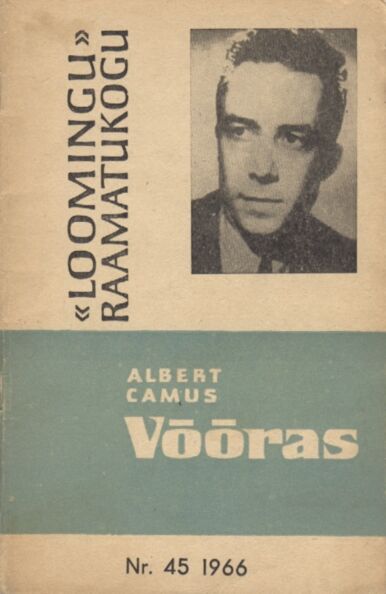 «LOOMINGU»
RAAMATUKOGU
ALBERT
CAMUS
Võõras
Nr. 45 1966